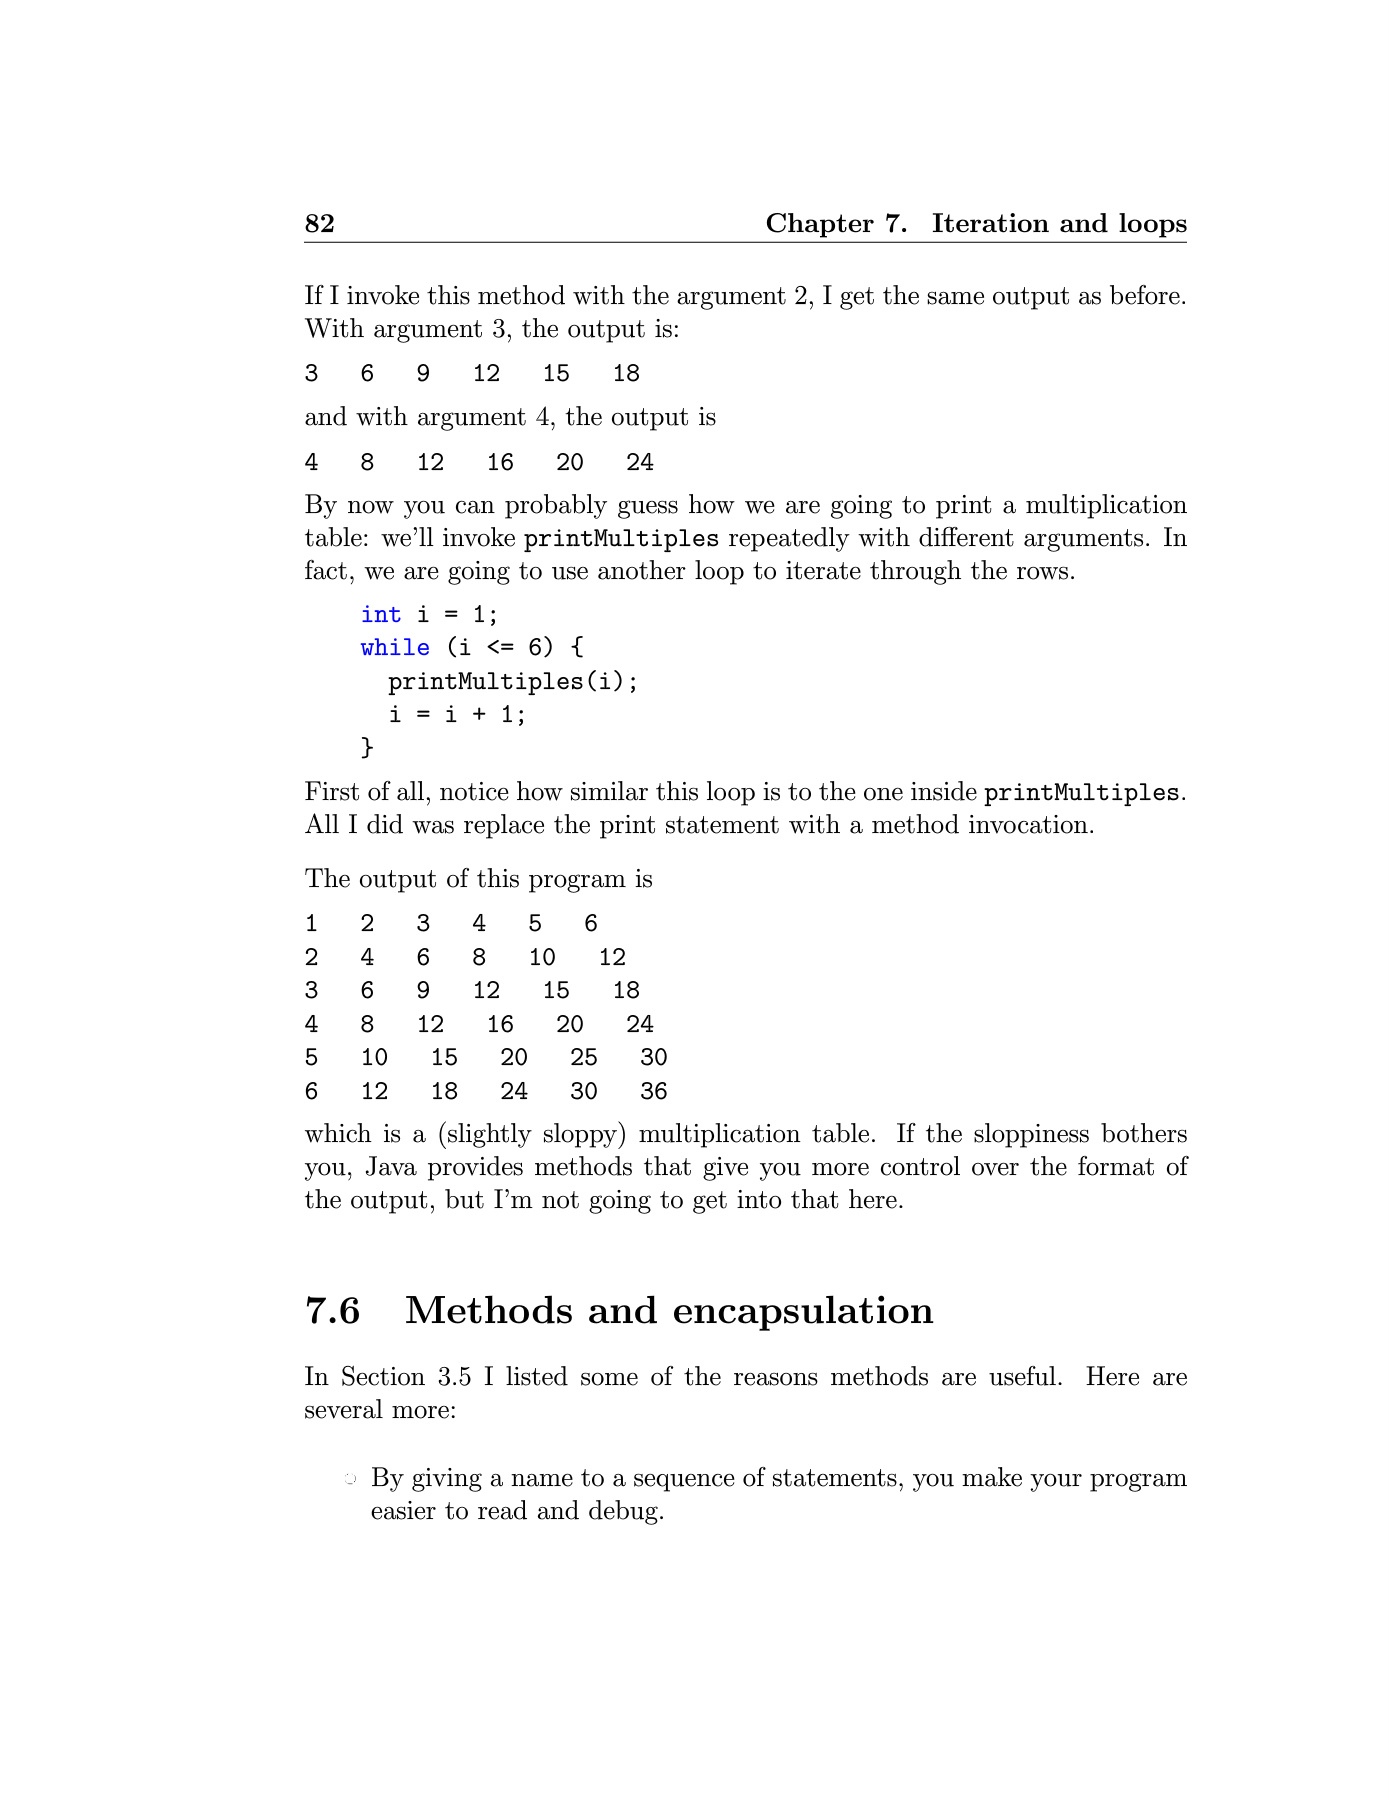 82 Chapter 7. Iteration and loops
If I invoke this method with the argument 2, I get the same output as before.
With argument 3, the output is:
3   6   9   12   15   18
and with argument 4, the output is
4   8   12   16   20   24
By now you can probably guess how we are going to print a multiplication
table: we'll invoke printMultiples repeatedly with different arguments. In
fact, we are going to use another loop to iterate through the rows.
    int i = 1;
    while (i <= 6) {
      printMultiples(i);
      i = i + 1;
    }
First of all, notice how similar this loop is to the one inside printMultiples.
All I did was replace the print statement with a method invocation.
The output of this program is
1   2   3   4   5   6
2   4   6   8   10   12
3   6   9   12   15   18
4   8   12   16   20   24
5   10   15   20   25   30
6   12   18   24   30   36
which is a (slightly sloppy) multiplication table. If the sloppiness bothers
you, Java provides methods that give you more control over the format of
the output, but I'm not going to get into that here.
7.6 Methods and encapsulation
In Section 3.5 I listed some of the reasons methods are useful. Here are
several more:
○ By giving a name to a sequence of statements, you make your program
easier to read and debug.